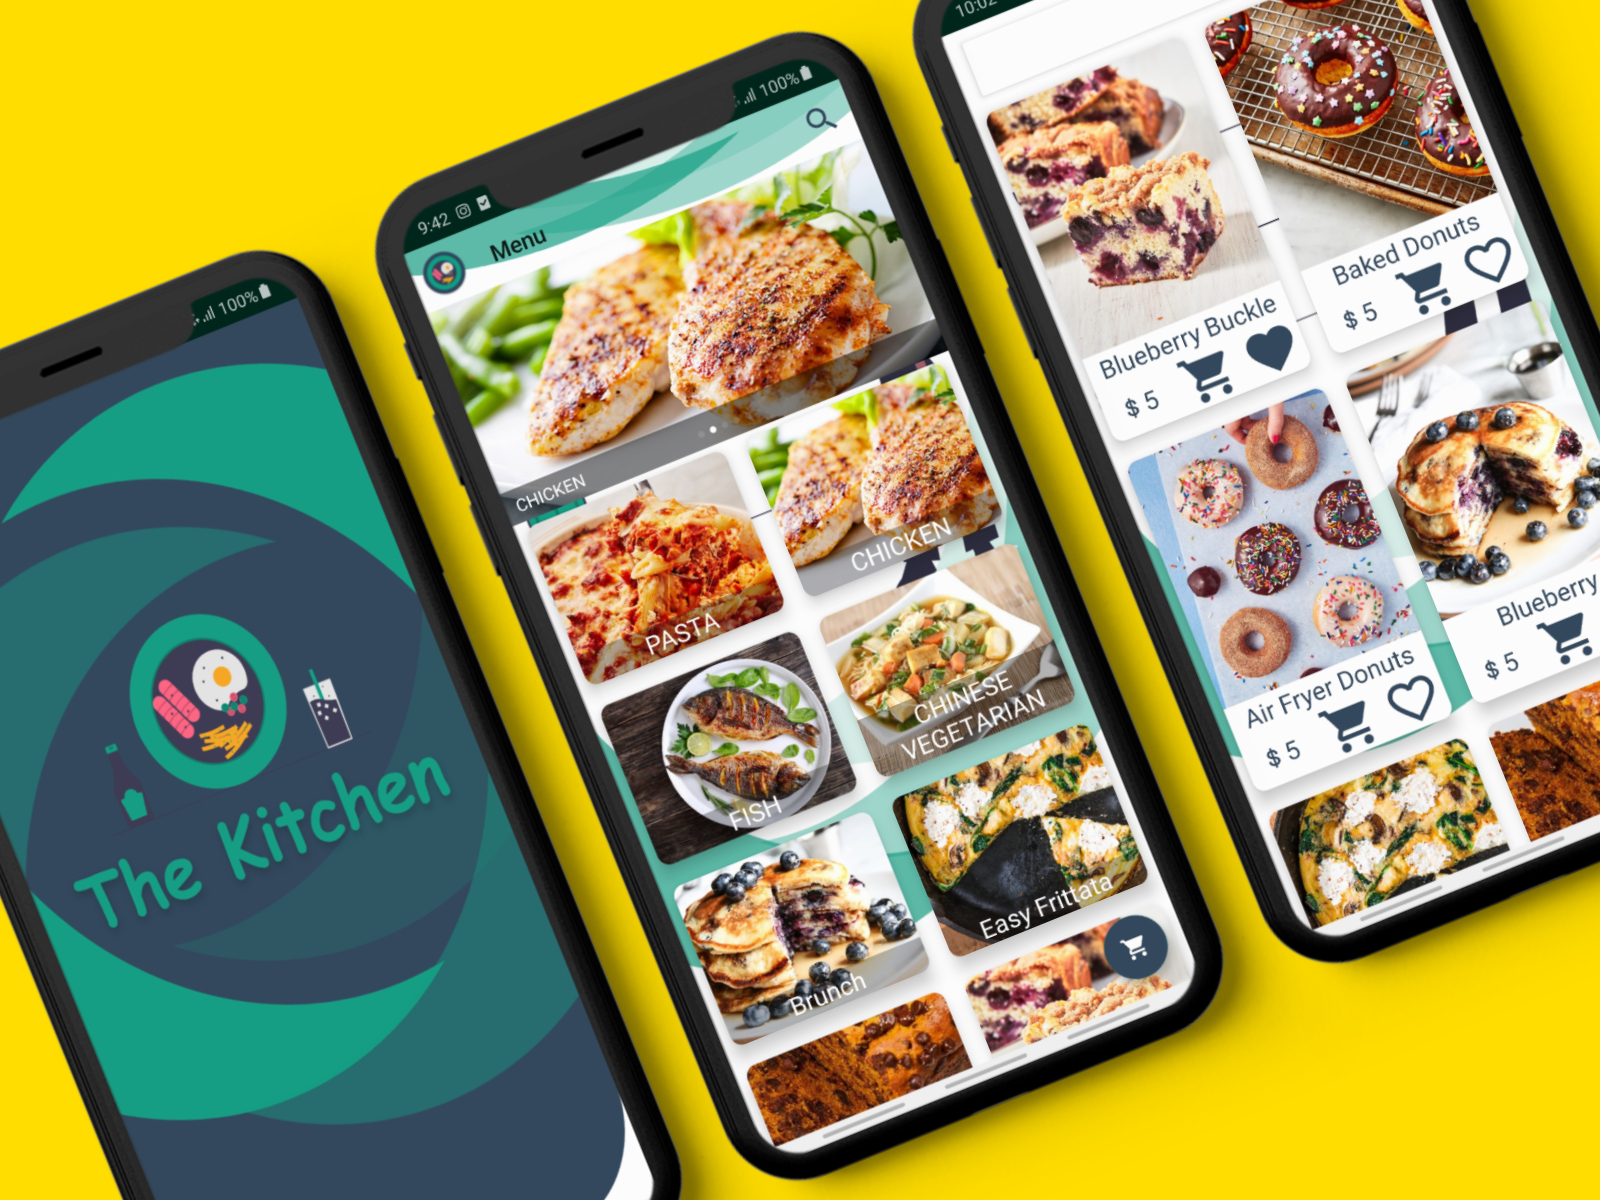 100%
The Kitchen
9:42
100%
Menu
CHICKEN
PASTA
CHICKEN
FISH
CHINESE
VEGETARIAN
Brunch
Easy Frittata
10:02
Blueberry Buckle
$ 5
Baked Donuts
$ 5
Air Fryer Donuts
$ 5
Blueberry
$ 5